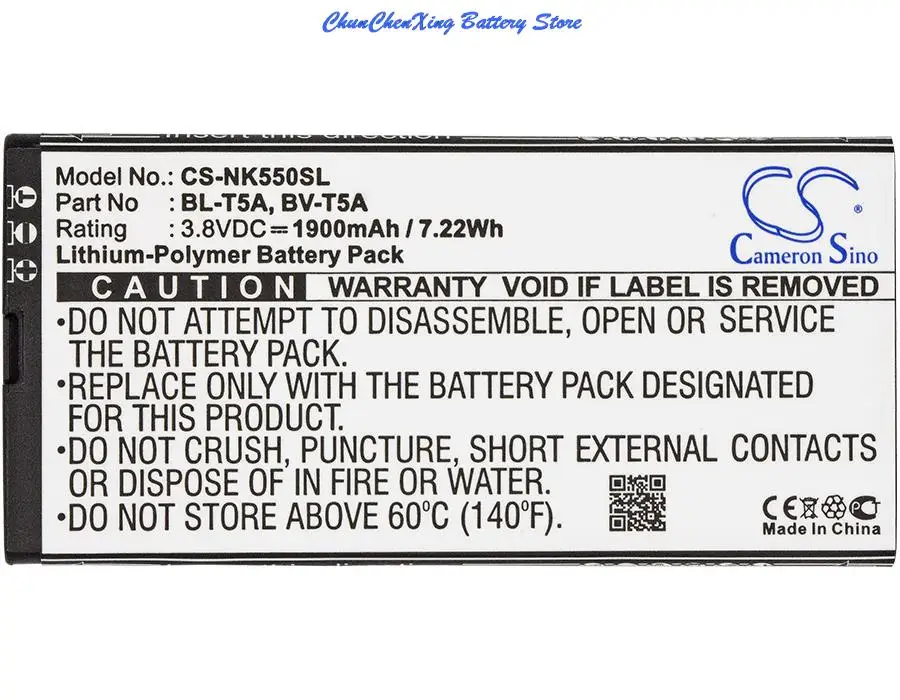 ChunChenXing Battery Store
Insert this direction
Model No.: CS-NK550SL
Part No : BL-T5A, BV-T5A
Rating : 3.8VDC⎓1900mAh / 7.22Wh
Lithium-Polymer Battery Pack
CS ®
Cameron Sino
CAUTION WARRANTY VOID IF LABEL IS REMOVED
•DO NOT ATTEMPT TO DISASSEMBLE, OPEN OR SERVICE
THE BATTERY PACK.
•REPLACE ONLY WITH THE BATTERY PACK DESIGNATED
FOR THIS PRODUCT.
•DO NOT CRUSH, PUNCTURE, SHORT EXTERNAL CONTACTS
OR DISPOSE OF IN FIRE OR WATER.
•DO NOT STORE ABOVE 60°C (140°F).
CE
Made In China